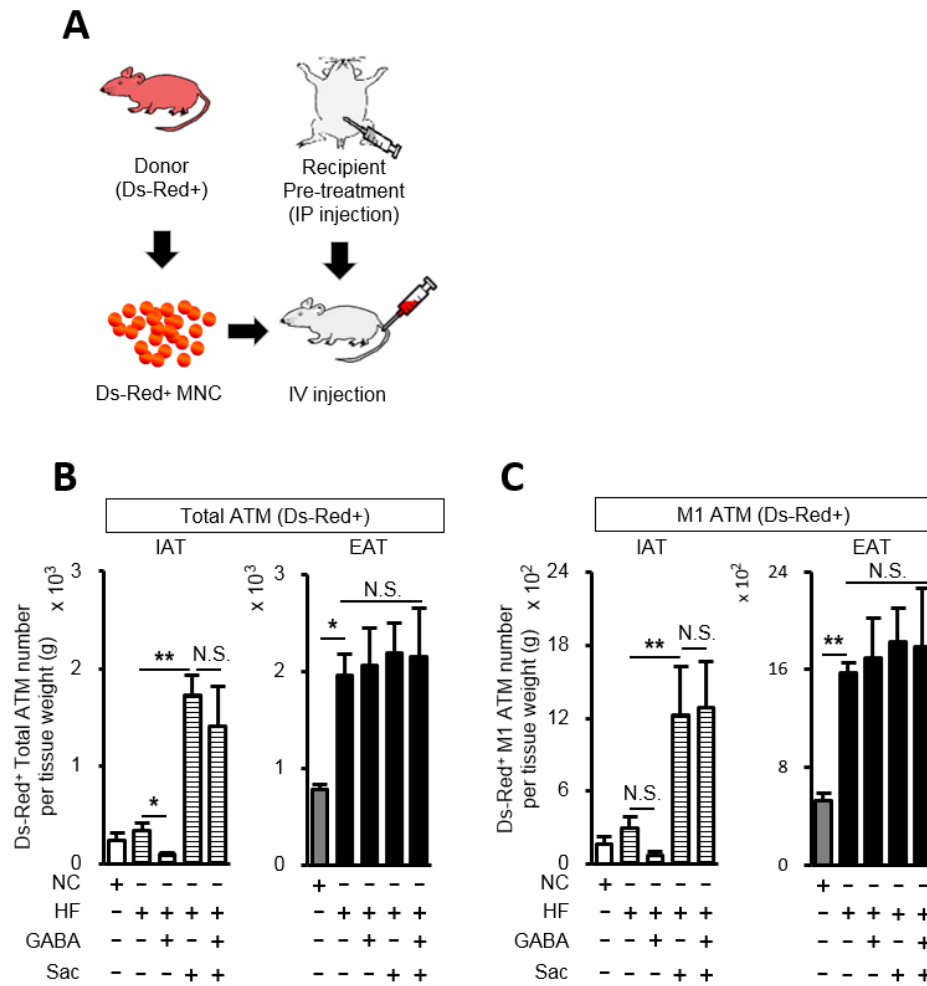 A
Donor
(Ds-Red+)
Recipient
Pre-treatment
(IP injection)
Ds-Red+ MNC
IV injection
B
Total ATM (Ds-Red+)
IAT
EAT
Ds-Red+ Total ATM number
per tissue weight (g)
x 10³
3
2
1
0
*
**
N.S.
x 10³
3
2
1
0
*
N.S.
NC + – – – – + – – – –
HF – + + + + – + + + +
GABA – – + – + – – + – +
Sac – – – + + – – – + +
C
M1 ATM (Ds-Red+)
IAT
EAT
Ds-Red+ M1 ATM number
per tissue weight (g)
x 10²
24
18
12
6
0
N.S.
**
N.S.
x 10²
24
16
8
0
**
N.S.
NC + – – – – + – – – –
HF – + + + + – + + + +
GABA – – + – + – – + – +
Sac – – – + + – – – + +